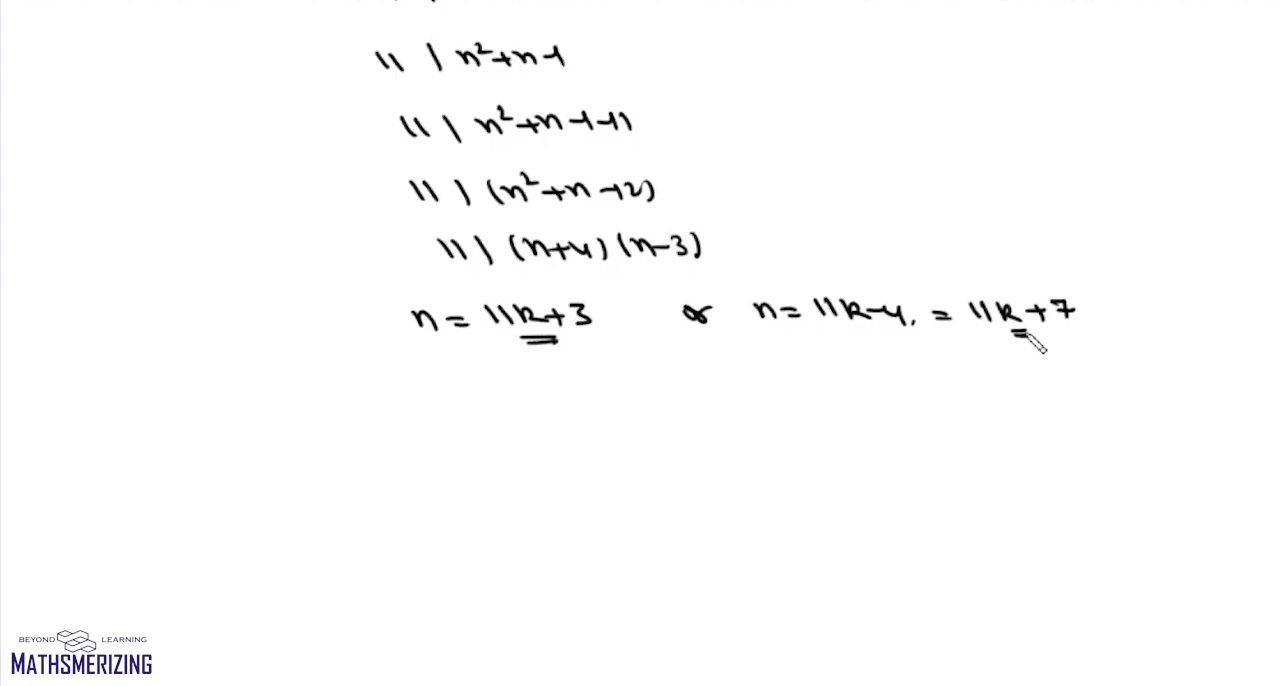 11 | n²+n-1
11 | n²+n-1-11
11 | (n²+n-12)
11 | (n+4)(n-3)
n = 11k+3 or n = 11k-4, = 11k+7
BEYOND LEARNING
MATHSMERIZING